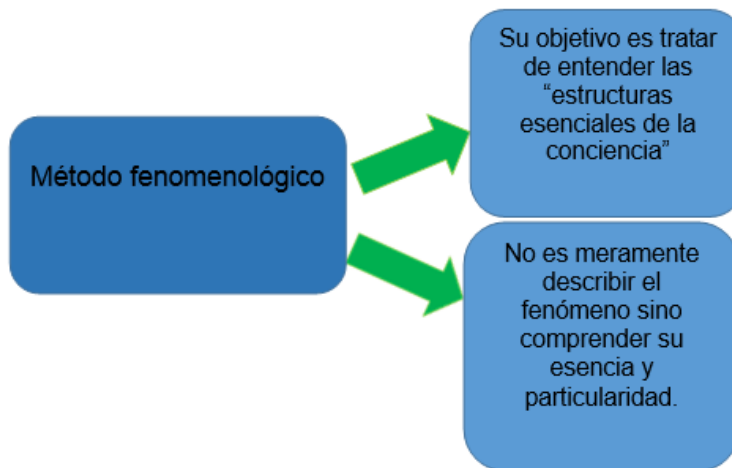 Método fenomenológico
Su objetivo es tratar
de entender las
“estructuras
esenciales de la
conciencia”
No es meramente
describir el
fenómeno sino
comprender su
esencia y
particularidad.